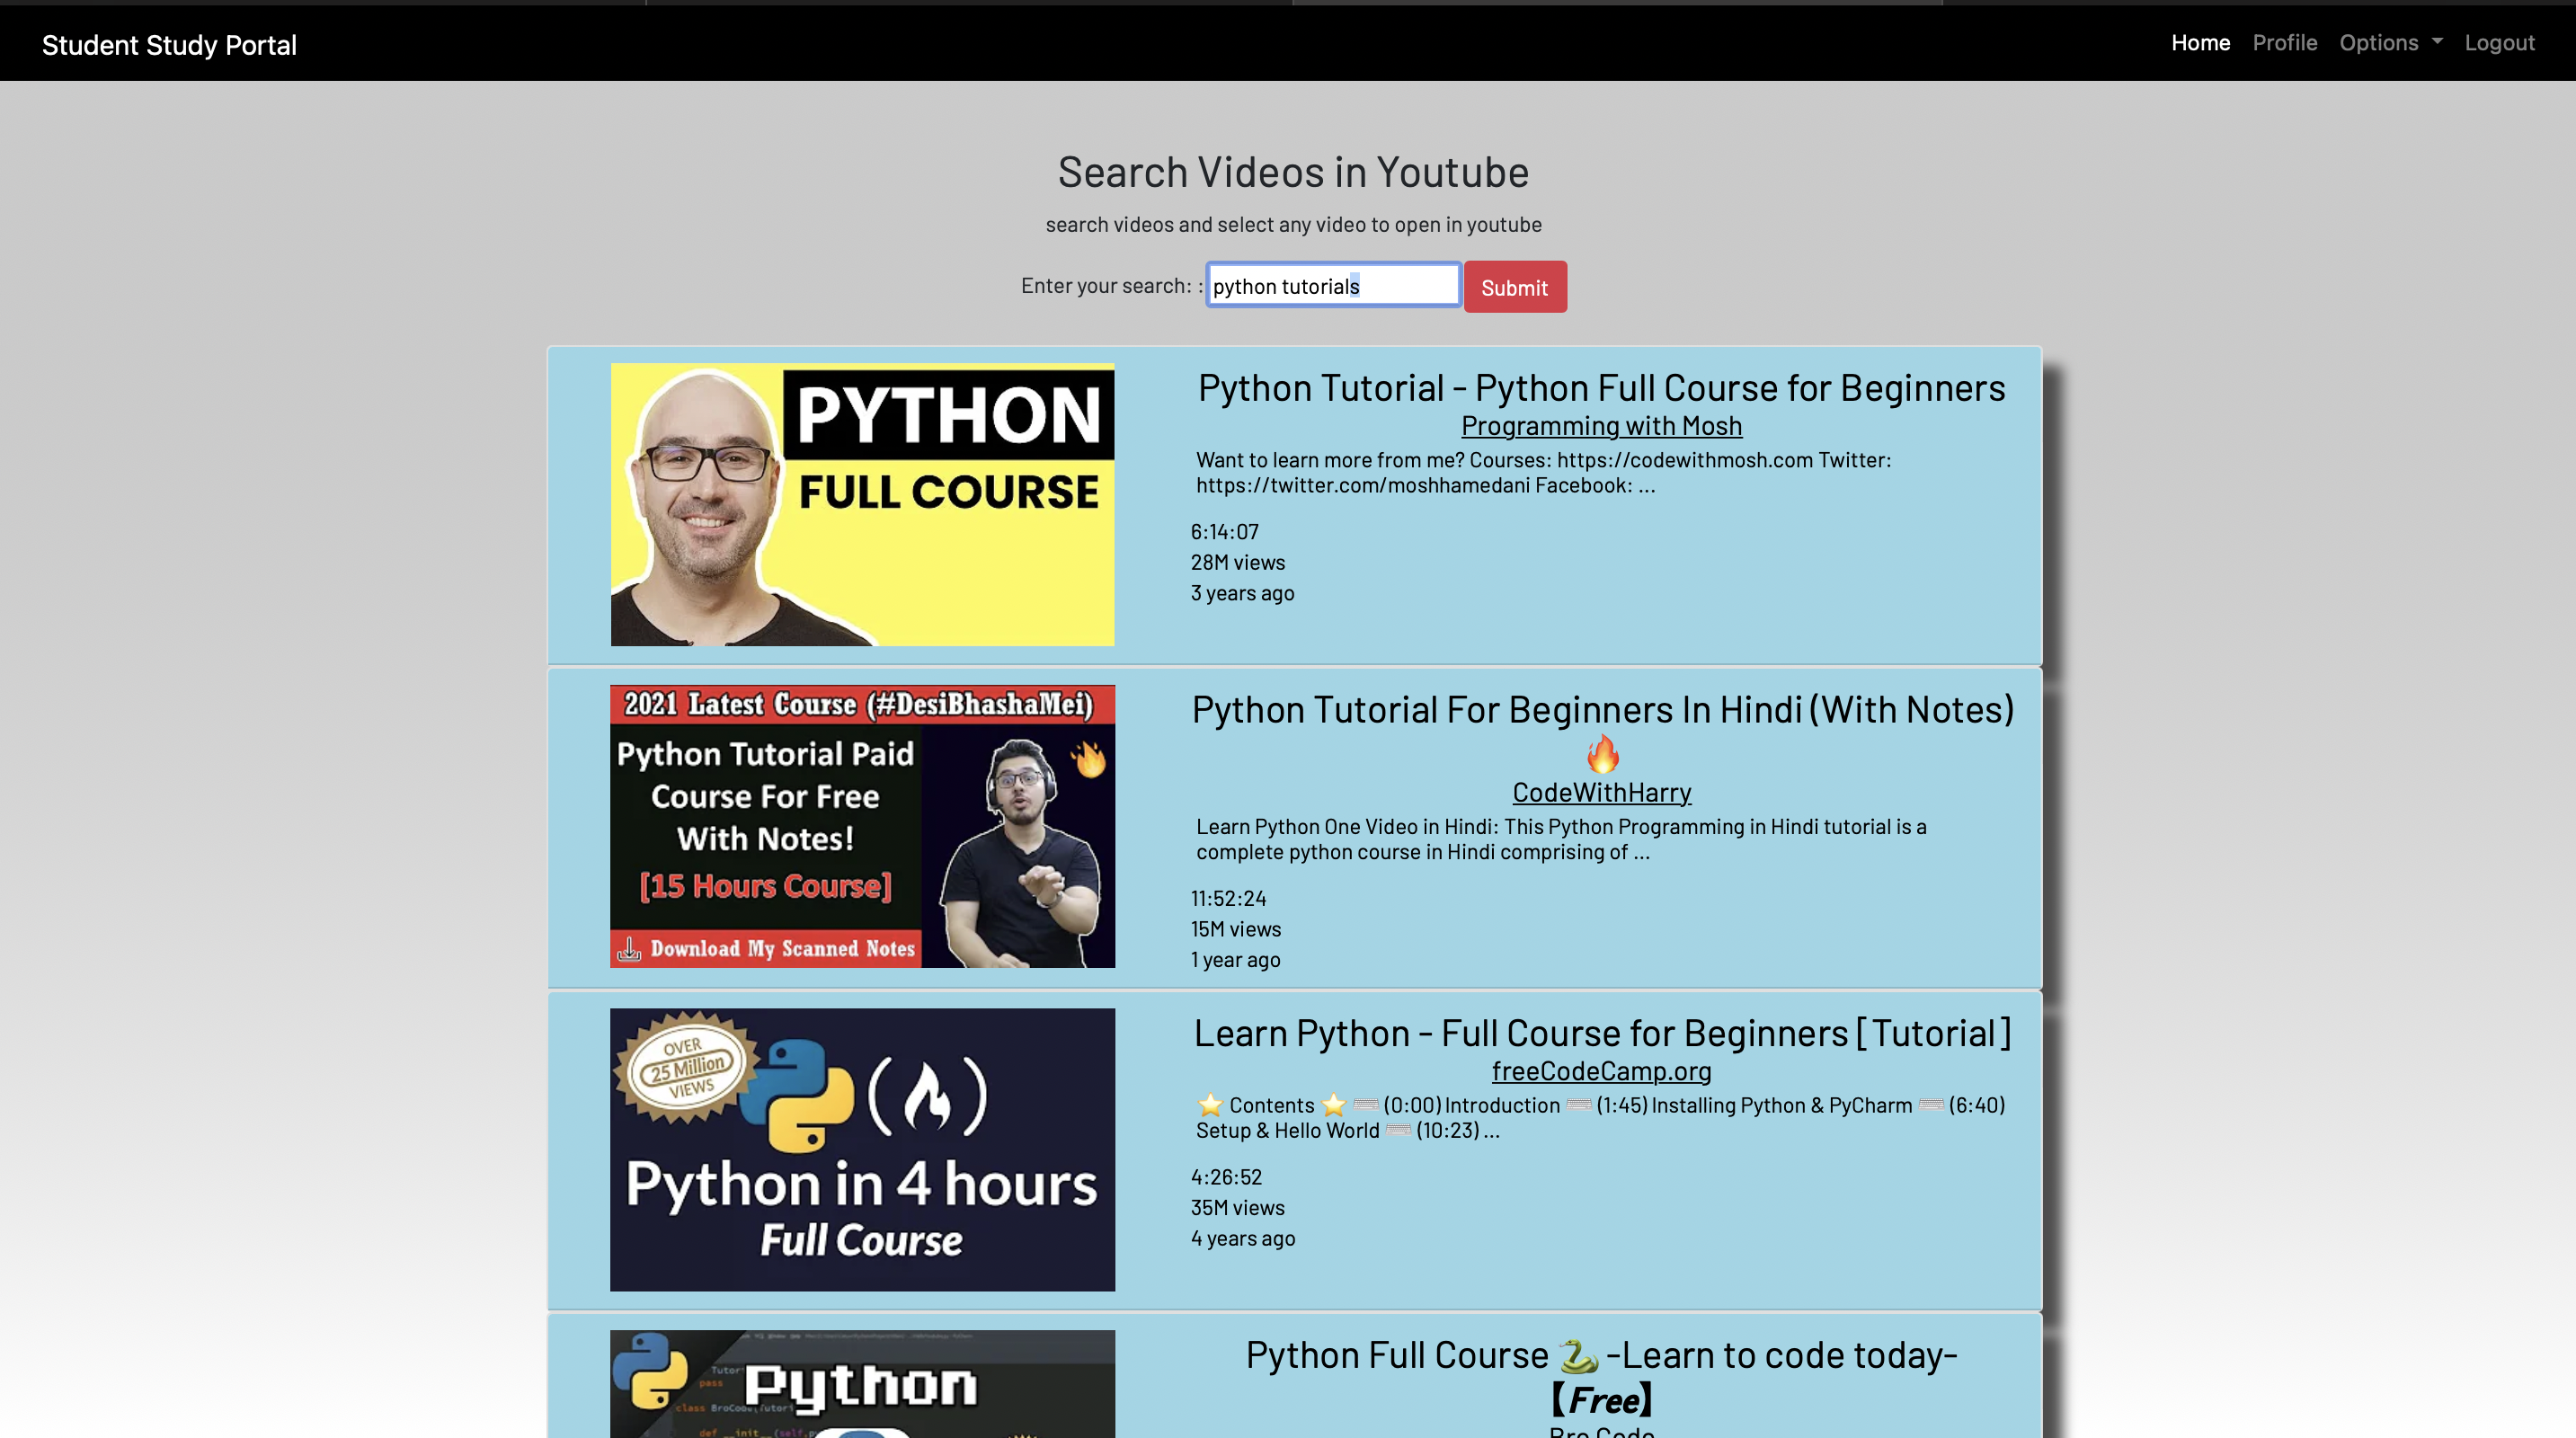 Student Study Portal
Home Profile Options Logout
Search Videos in Youtube
search videos and select any video to open in youtube
Enter your search: : python tutorials Submit
PYTHON
FULL COURSE
Python Tutorial - Python Full Course for Beginners
Programming with Mosh
Want to learn more from me? Courses: https://codewithmosh.com Twitter:
https://twitter.com/moshhamedani Facebook: ...
6:14:07
28M views
3 years ago
2021 Latest Course (#DesiBhashaMei)
Python Tutorial Paid
Course For Free
With Notes!
[15 Hours Course]
Download My Scanned Notes
Python Tutorial For Beginners In Hindi (With Notes)
🔥
CodeWithHarry
Learn Python One Video in Hindi: This Python Programming in Hindi tutorial is a
complete python course in Hindi comprising of ...
11:52:24
15M views
1 year ago
OVER
25 Million
VIEWS
Python in 4 hours
Full Course
Learn Python - Full Course for Beginners [Tutorial]
freeCodeCamp.org
⭐ Contents ⭐ ⌨️ (0:00) Introduction ⌨️ (1:45) Installing Python & PyCharm ⌨️ (6:40)
Setup & Hello World ⌨️ (10:23) ...
4:26:52
35M views
4 years ago
Python
pass
Python Full Course 🐍 -Learn to code today-
【𝙁𝙧𝙚𝙚】
Bro Code